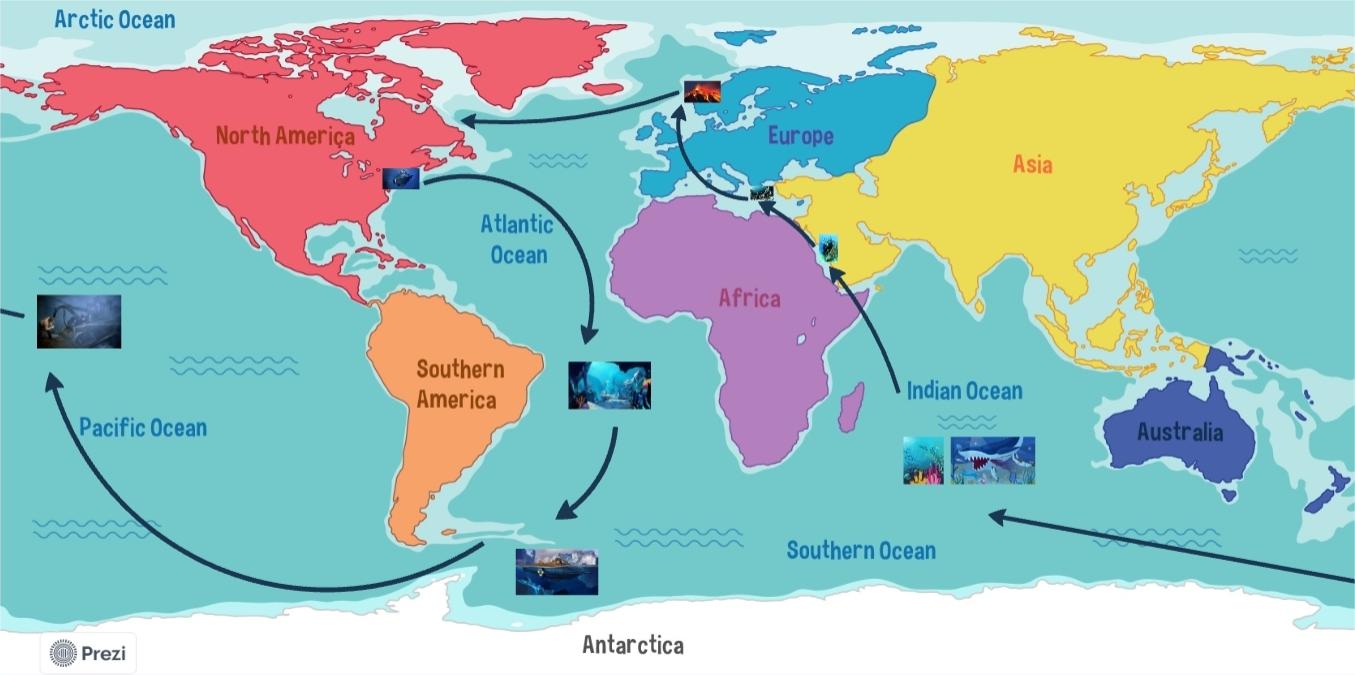 Arctic Ocean
North America
Europe
Asia
Atlantic
Ocean
Africa
Southern
America
Indian Ocean
Pacific Ocean
Australia
Southern Ocean
Antarctica
Prezi